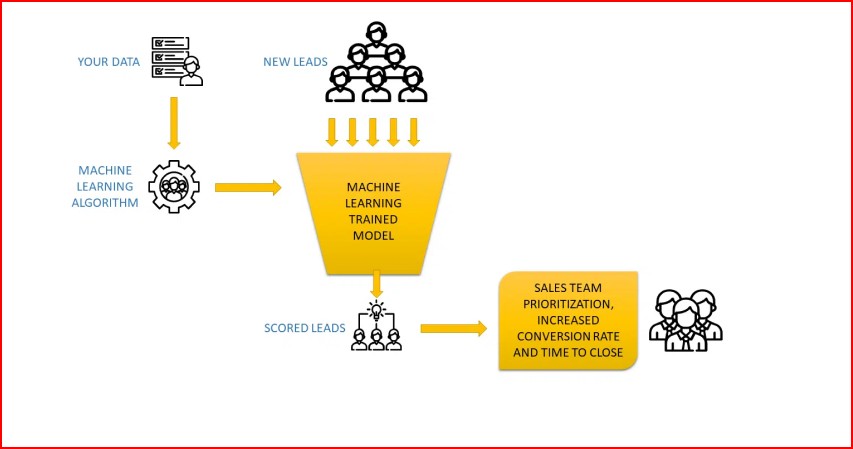 YOUR DATA
NEW LEADS
MACHINE
LEARNING
ALGORITHM
MACHINE
LEARNING
TRAINED
MODEL
SCORED LEADS
SALES TEAM
PRIORITIZATION,
INCREASED
CONVERSION RATE
AND TIME TO CLOSE